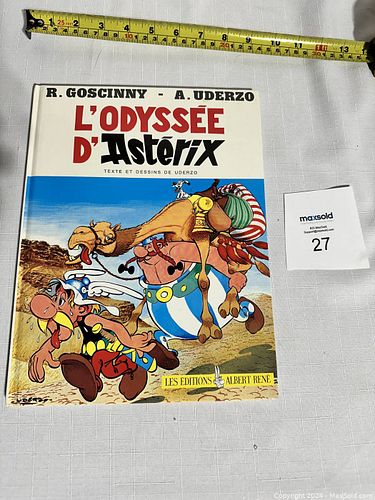 R. GOSCINNY - A. UDERZO
L'ODYSSÉE
D'Astérix
TEXTE ET DESSINS DE UDERZO
maxsold
27
LES ÉDITIONS ALBERT RENÉ
UDERZO
Copyright © 2024 - MaxSold.com